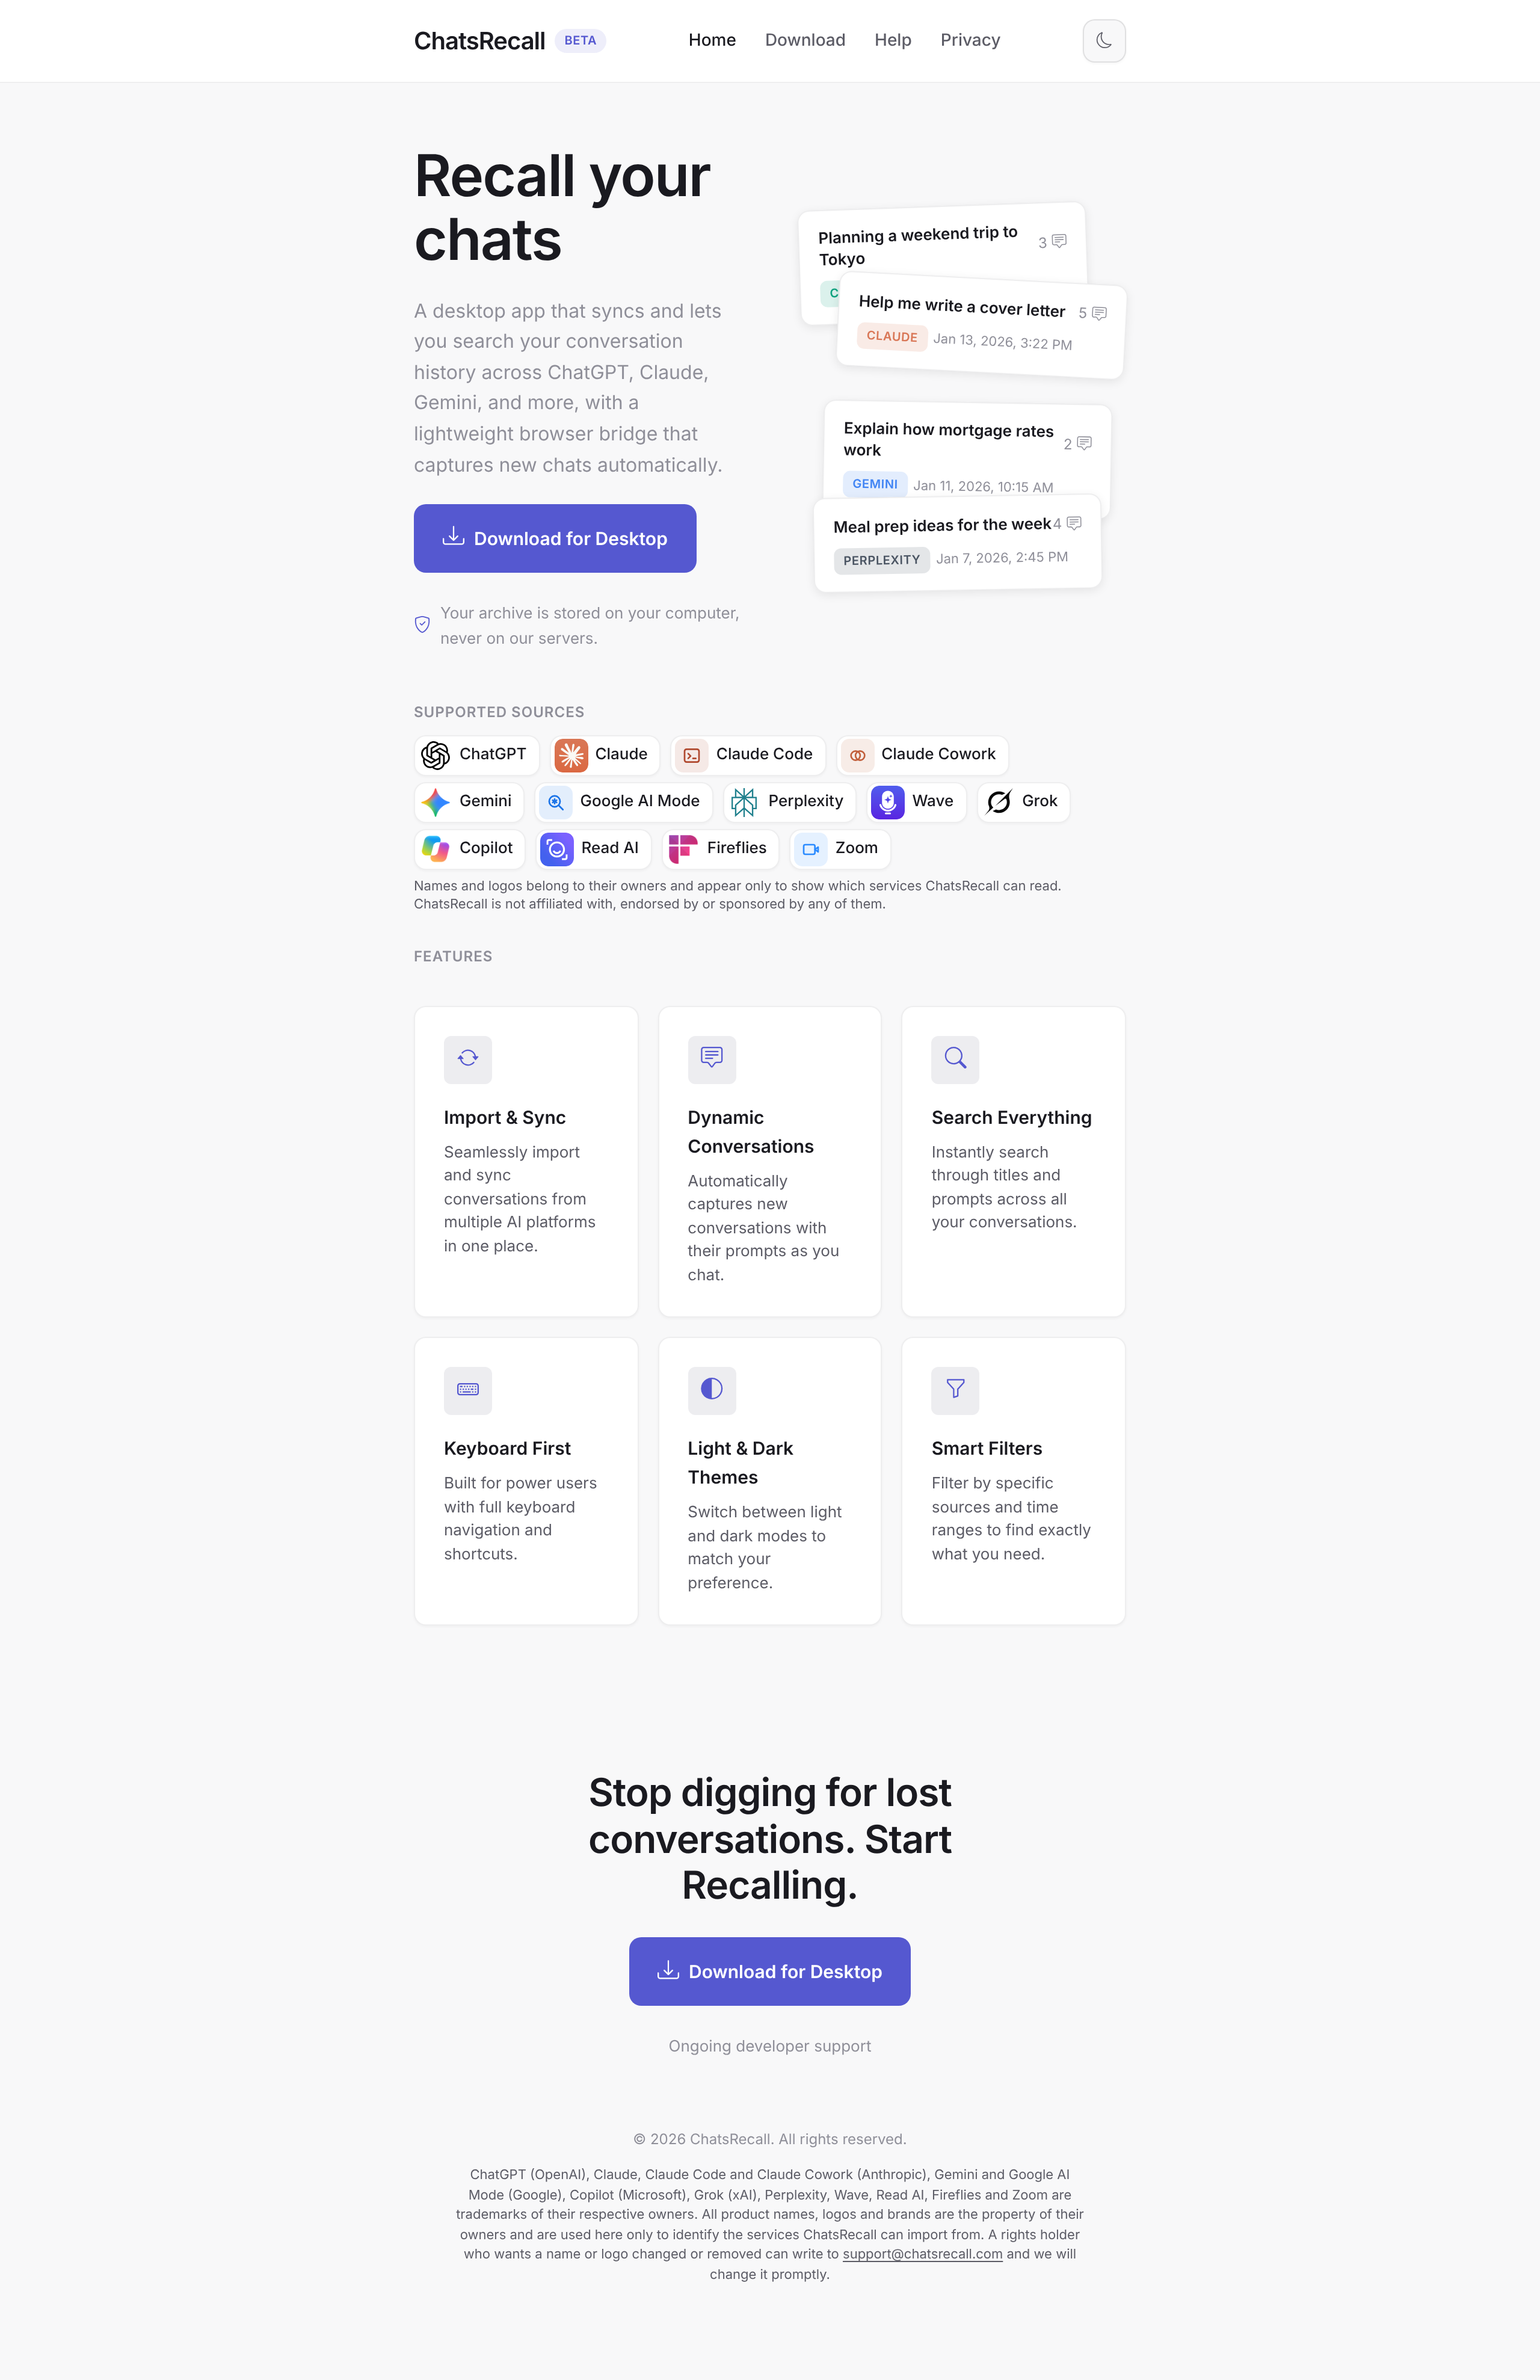 ChatsRecall BETA
Home Download Help Privacy
Recall your
chats
A desktop app that syncs and lets
you search your conversation
history across ChatGPT, Claude,
Gemini, and more, with a
lightweight browser bridge that
captures new chats automatically.
Download for Desktop
Your archive is stored on your computer,
never on our servers.
Planning a weekend trip to
Tokyo
3
C
Help me write a cover letter 5
CLAUDE Jan 13, 2026, 3:22 PM
Explain how mortgage rates
work
2
GEMINI Jan 11, 2026, 10:15 AM
Meal prep ideas for the week 4
PERPLEXITY Jan 7, 2026, 2:45 PM
SUPPORTED SOURCES
ChatGPT Claude Claude Code Claude Cowork
Gemini Google AI Mode Perplexity Wave Grok
Copilot Read AI Fireflies Zoom
Names and logos belong to their owners and appear only to show which services ChatsRecall can read.
ChatsRecall is not affiliated with, endorsed by or sponsored by any of them.
FEATURES
Import & Sync
Seamlessly import
and sync
conversations from
multiple AI platforms
in one place.
Dynamic
Conversations
Automatically
captures new
conversations with
their prompts as you
chat.
Search Everything
Instantly search
through titles and
prompts across all
your conversations.
Keyboard First
Built for power users
with full keyboard
navigation and
shortcuts.
Light & Dark
Themes
Switch between light
and dark modes to
match your
preference.
Smart Filters
Filter by specific
sources and time
ranges to find exactly
what you need.
Stop digging for lost
conversations. Start
Recalling.
Download for Desktop
Ongoing developer support
© 2026 ChatsRecall. All rights reserved.
ChatGPT (OpenAI), Claude, Claude Code and Claude Cowork (Anthropic), Gemini and Google AI
Mode (Google), Copilot (Microsoft), Grok (xAI), Perplexity, Wave, Read AI, Fireflies and Zoom are
trademarks of their respective owners. All product names, logos and brands are the property of their
owners and are used here only to identify the services ChatsRecall can import from. A rights holder
who wants a name or logo changed or removed can write to support@chatsrecall.com and we will
change it promptly.